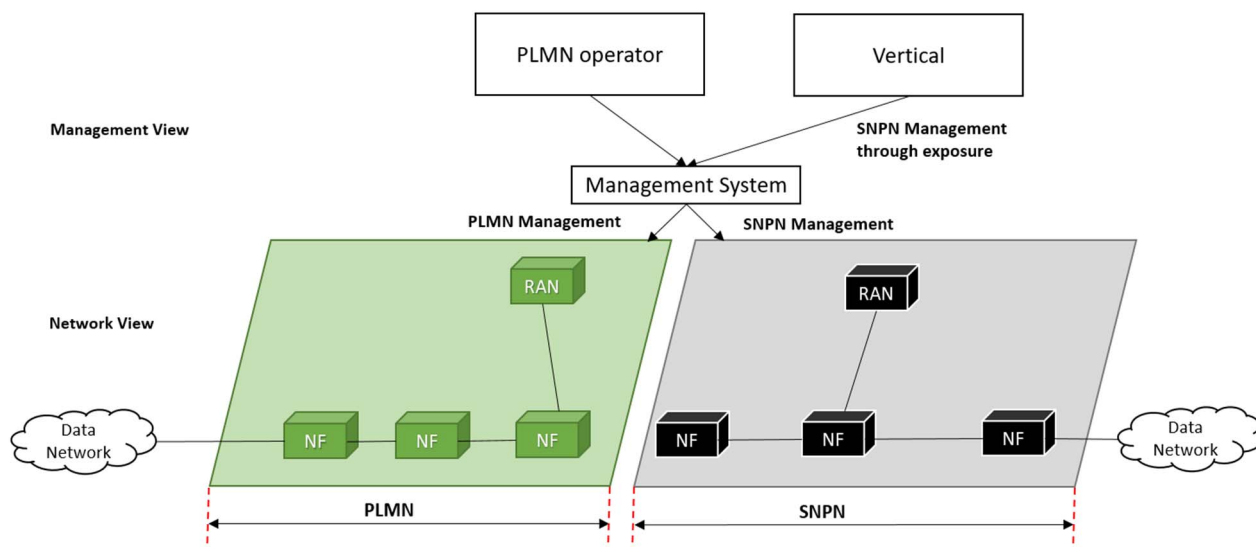 PLMN operator
Vertical
Management View
SNPN Management
through exposure
Management System
PLMN Management
SNPN Management
RAN
RAN
Network View
Data
Network
NF
NF
NF
NF
NF
NF
Data
Network
PLMN
SNPN